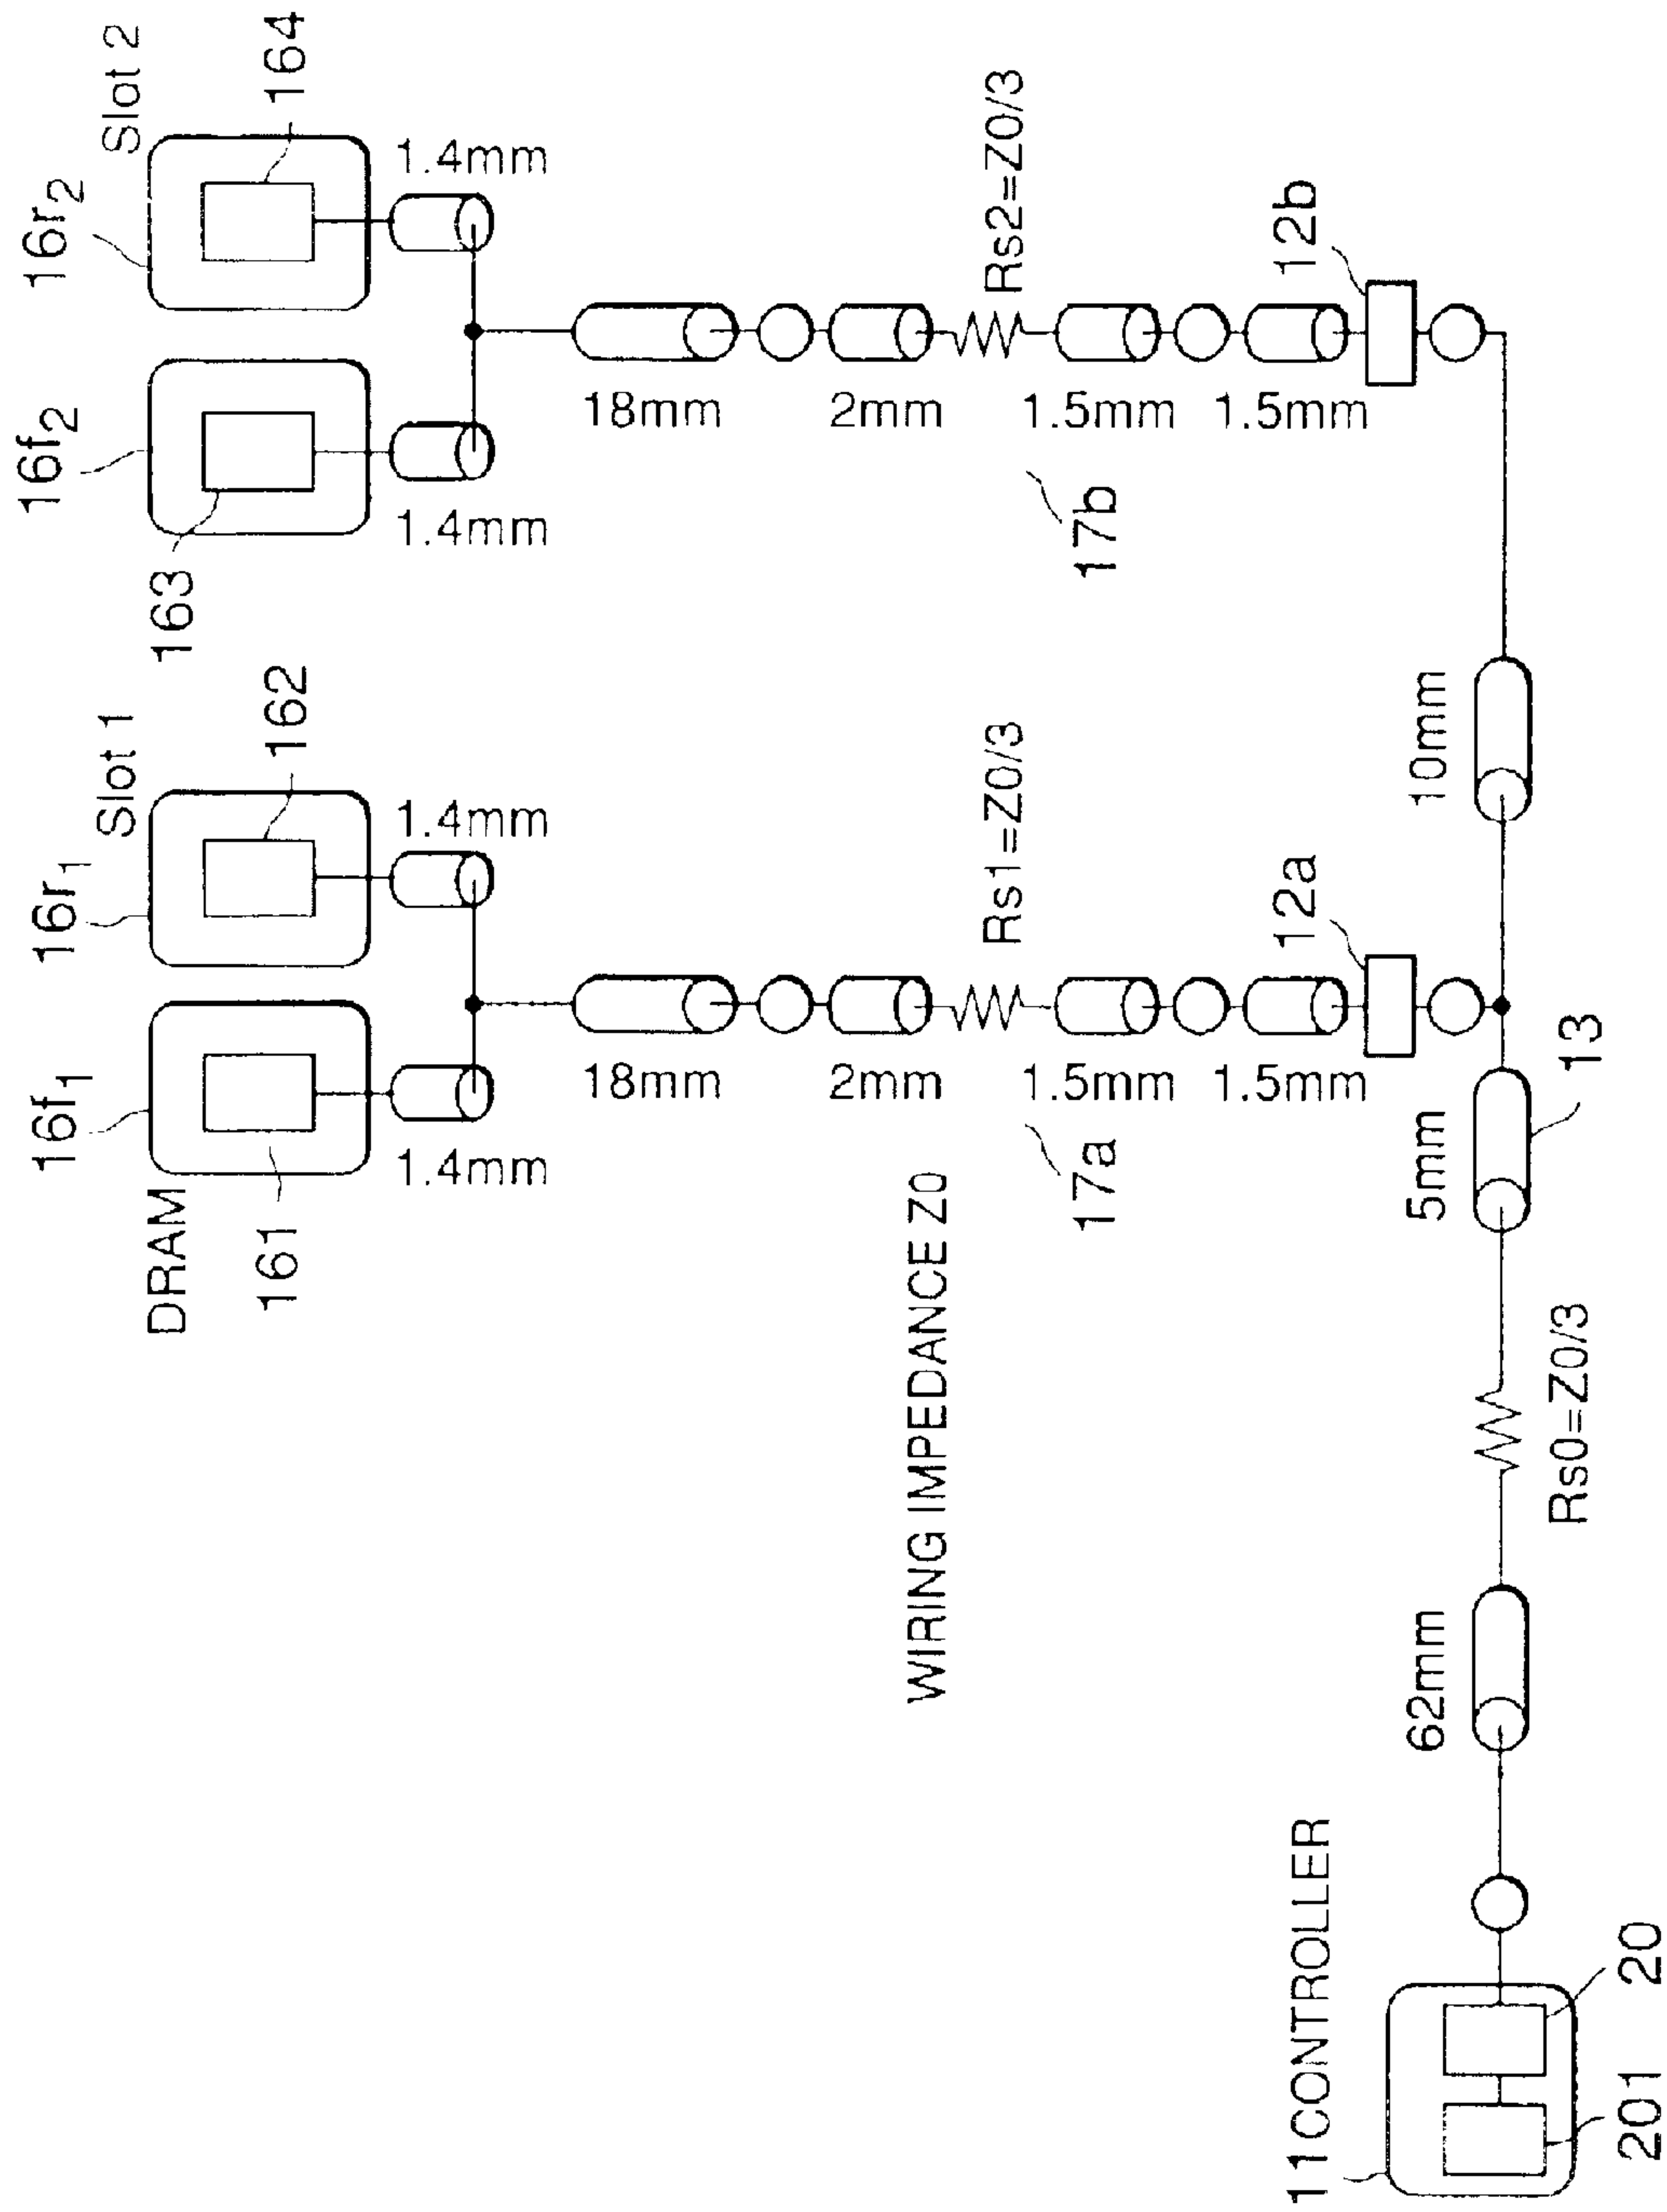 16f1
16r1
Slot 1
16f2
16r2
Slot 2
DRAM
161
162
163
164
1.4mm
1.4mm
1.4mm
1.4mm
18mm
18mm
2mm
2mm
WIRING IMPEDANCE Z0
Rs1=Z0/3
Rs2=Z0/3
17a
17b
1.5mm
1.5mm
1.5mm
1.5mm
12a
12b
11 CONTROLLER
62mm
5mm
10mm
Rs0=Z0/3
13
201
20